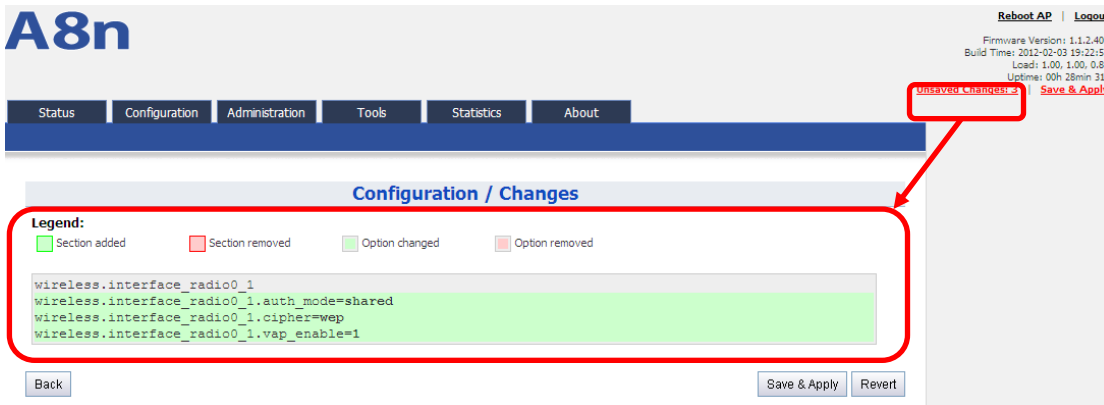 A8n
Reboot AP | Logou
Firmware Version: 1.1.2.40
Build Time: 2012-02-03 19:22:5
Load: 1.00, 1.00, 0.8
Uptime: 00h 28min 31
Unsaved Changes: 3 | Save & Apply
Status Configuration Administration Tools Statistics About
Configuration / Changes
Legend:
Section added Section removed Option changed Option removed
wireless.interface_radio0_1
wireless.interface_radio0_1.auth_mode=shared
wireless.interface_radio0_1.cipher=wep
wireless.interface_radio0_1.vap_enable=1
Back Save & Apply Revert